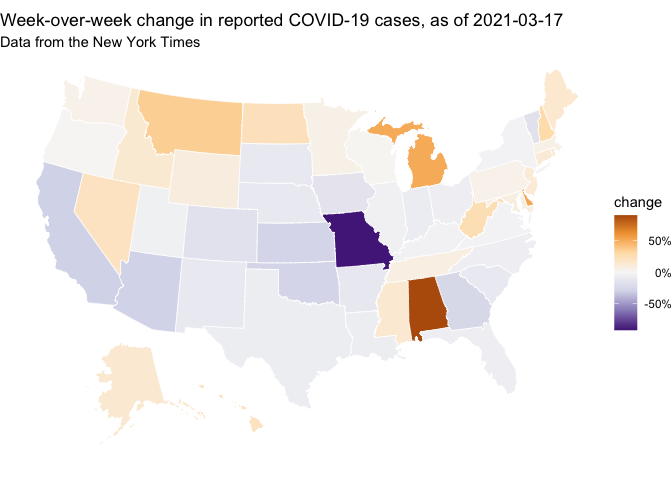 Week-over-week change in reported COVID-19 cases, as of 2021-03-17
Data from the New York Times
change
50%
0%
-50%